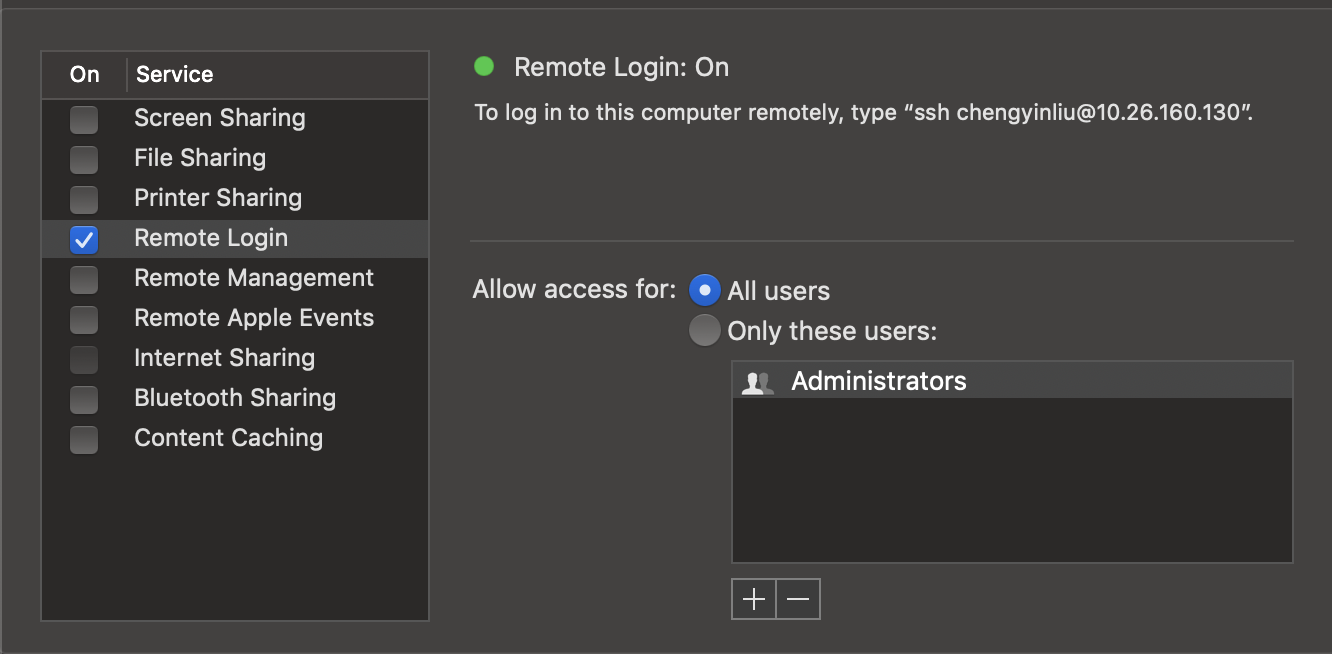 On Service
Screen Sharing
File Sharing
Printer Sharing
Remote Login
Remote Management
Remote Apple Events
Internet Sharing
Bluetooth Sharing
Content Caching
Remote Login: On
To log in to this computer remotely, type “ssh chengyinliu@10.26.160.130”.
Allow access for: All users
Only these users:
Administrators